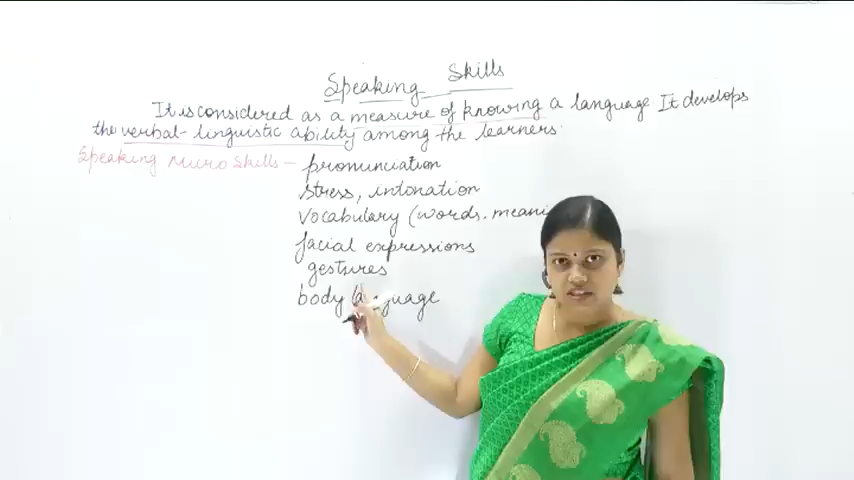 Speaking Skills
It is considered as a measure of knowing a language It develops
the verbal-linguistic ability among the learners.
Speaking Micro Skills - pronunciation
stress, intonation
Vocabulary (words.
facial expressions
gestures
body language